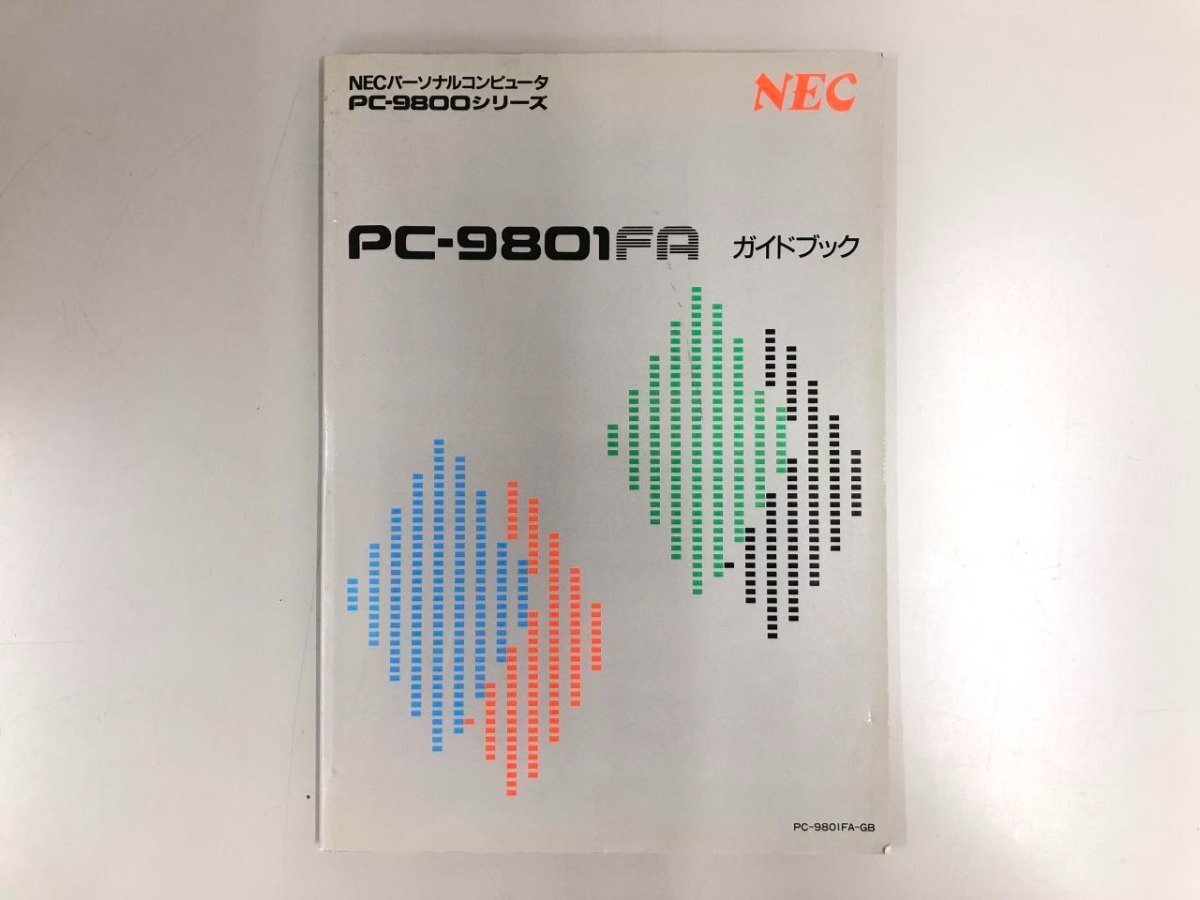 NECパーソナルコンピュータ
PC-9800シリーズ
NEC
PC-9801FA ガイドブック
PC-9801FA-GB